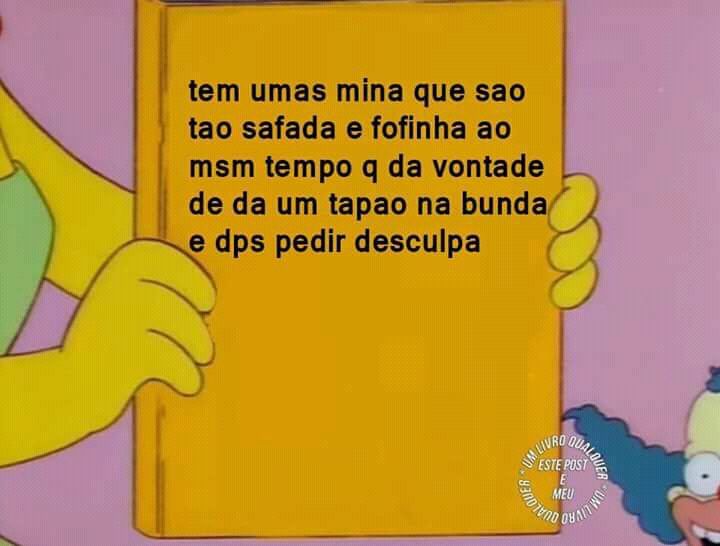 tem umas mina que sao
tao safada e fofinha ao
msm tempo q da vontade
de da um tapao na bunda
e dps pedir desculpa
* UM LIVRO QUALQUER * UM LIVRO QUALQUER
ESTE POST
E
MEU